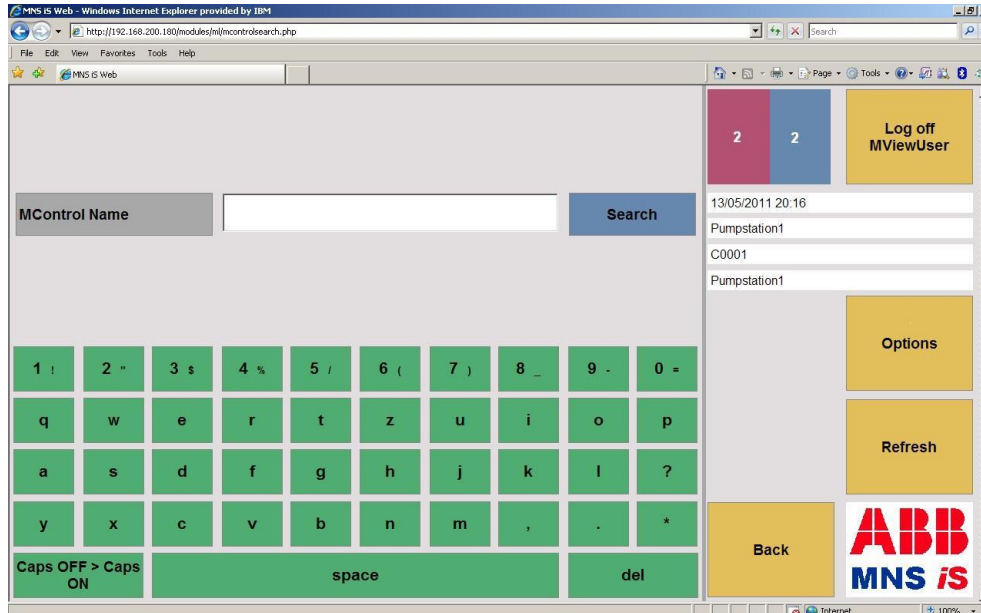 MNS iS Web - Windows Internet Explorer provided by IBM
http://192.168.200.180/modules/ml/mcontrolsearch.php
Search
File Edit View Favorites Tools Help
MNS iS Web
Page Tools
2 2
Log off
MViewUser
MControl Name
Search
13/05/2011 20:16
Pumpstation1
C0001
Pumpstation1
Options
1 ! 2 " 3 $ 4 % 5 / 6 ( 7 ) 8 _ 9 - 0 =
q w e r t z u i o p
Refresh
a s d f g h j k l ?
y x c v b n m , . *
Back
ABB
MNS iS
Caps OFF > Caps
ON
space
del
Internet
100%